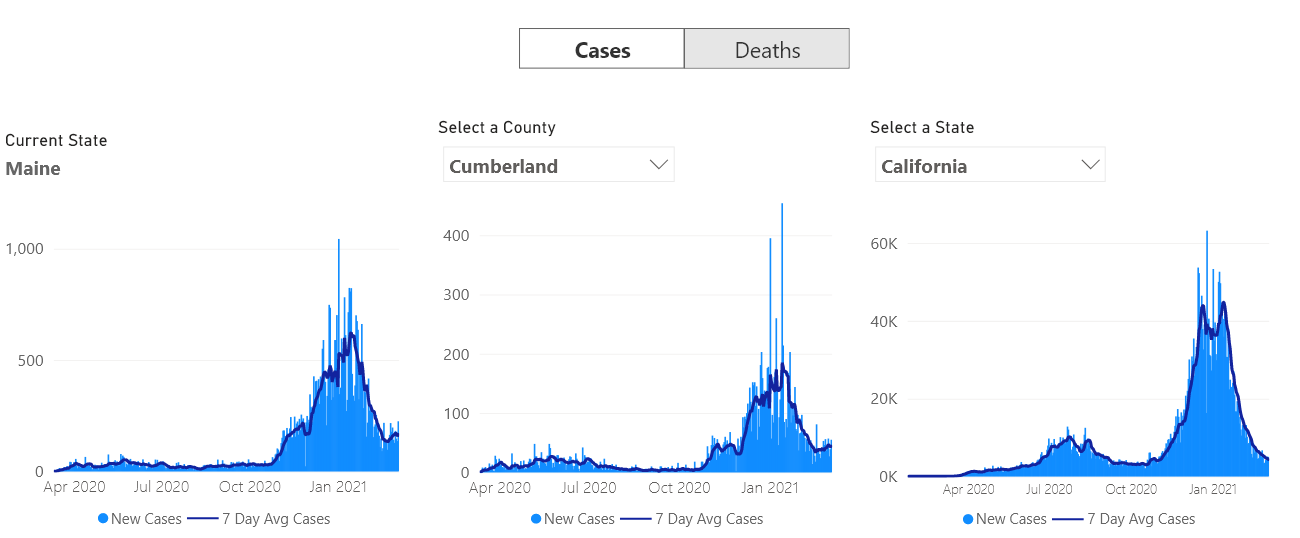 Cases Deaths
Current State
Maine
Select a County
Cumberland
Select a State
California
1,000
500
0
Apr 2020 Jul 2020 Oct 2020 Jan 2021
New Cases 7 Day Avg Cases
400
300
200
100
0
Apr 2020 Jul 2020 Oct 2020 Jan 2021
New Cases 7 Day Avg Cases
60K
40K
20K
0K
Apr 2020 Jul 2020 Oct 2020 Jan 2021
New Cases 7 Day Avg Cases